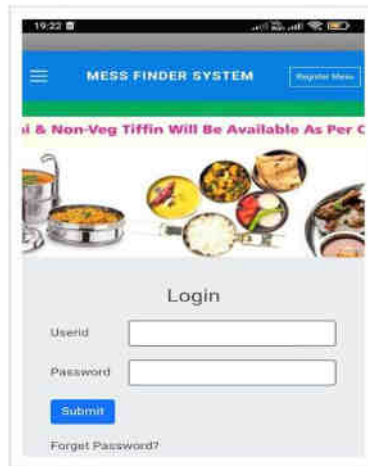 19:22
MESS FINDER SYSTEM
Register Mess
i & Non-Veg Tiffin Will Be Available As Per C
Login
Userid
Password
Submit
Forget Password?